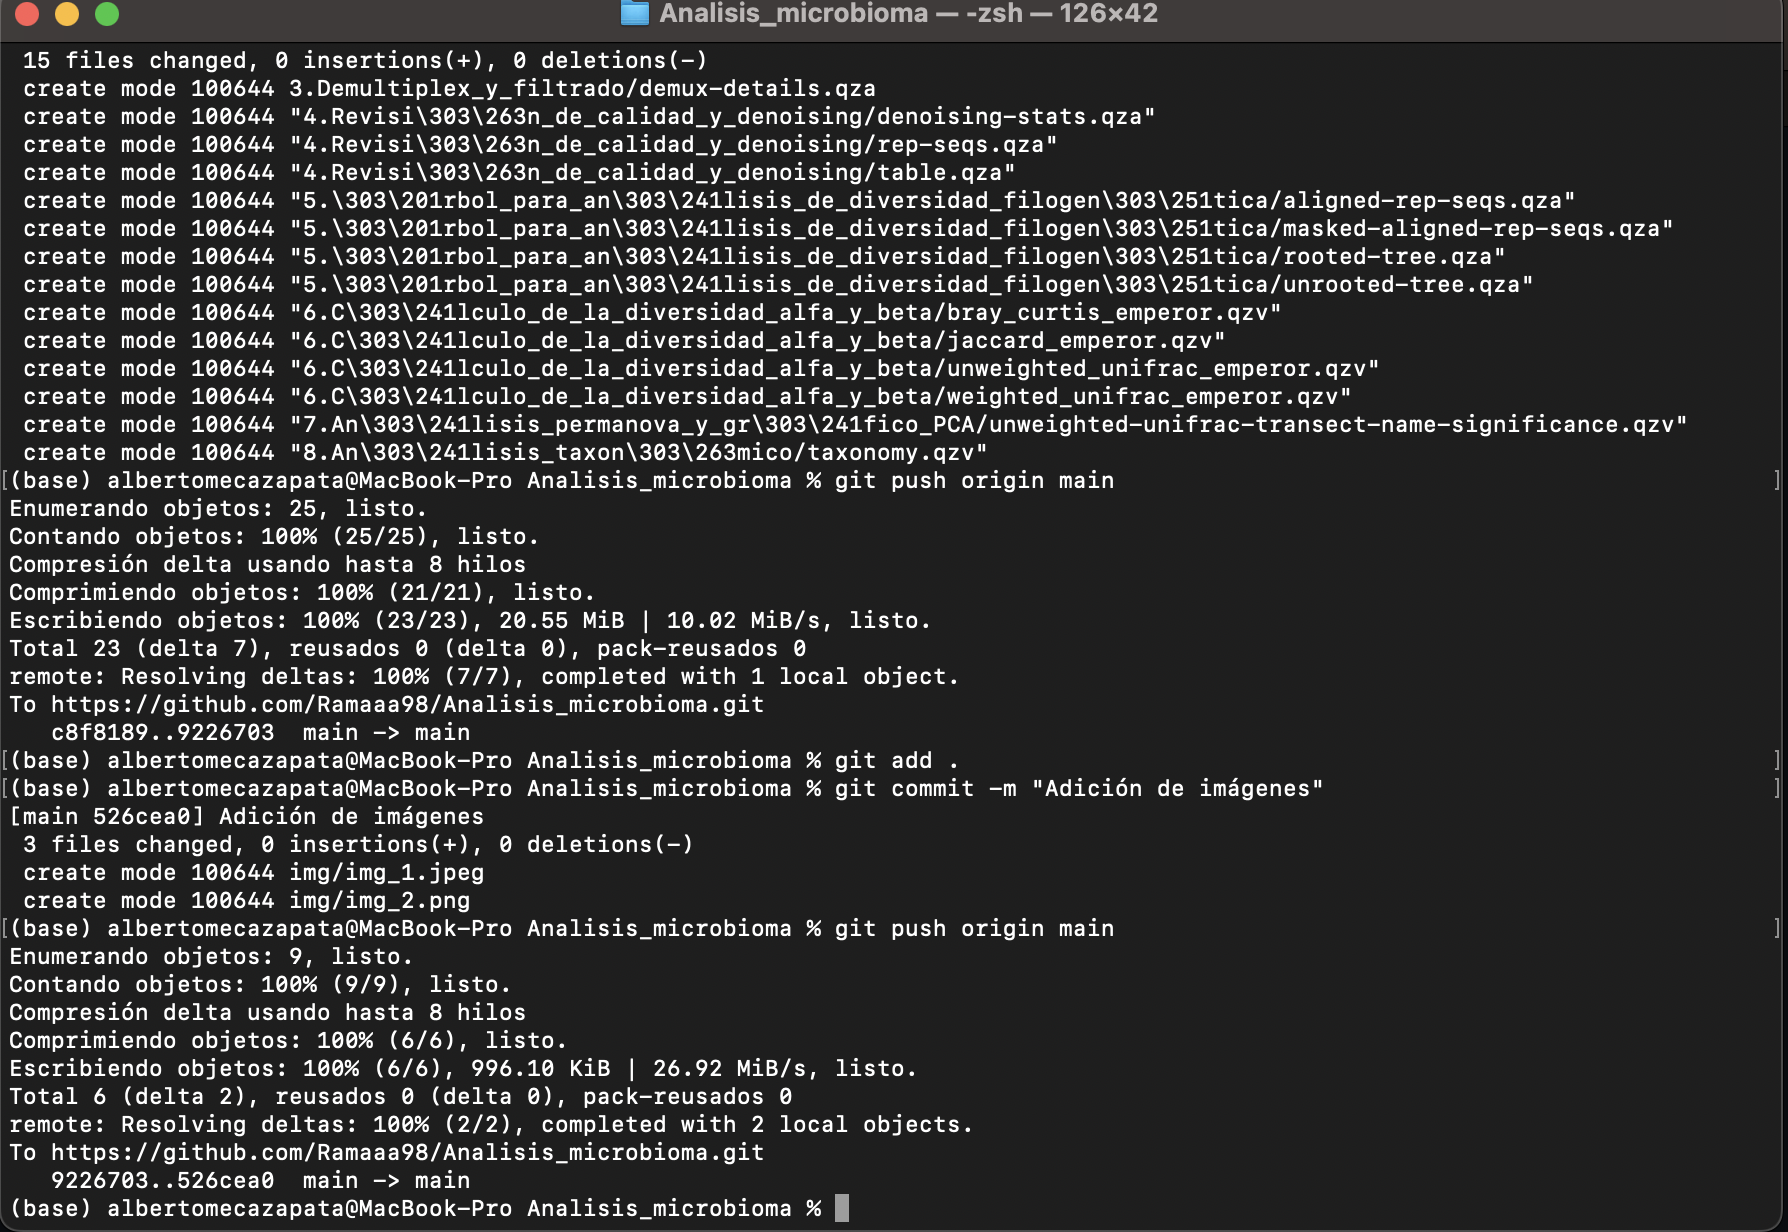 Analisis_microbioma — -zsh — 126×42
15 files changed, 0 insertions(+), 0 deletions(-)
create mode 100644 3.Demultiplex_y_filtrado/demux-details.qza
create mode 100644 "4.Revisi\303\263n_de_calidad_y_denoising/denoising-stats.qza"
create mode 100644 "4.Revisi\303\263n_de_calidad_y_denoising/rep-seqs.qza"
create mode 100644 "4.Revisi\303\263n_de_calidad_y_denoising/table.qza"
create mode 100644 "5.\303\201rbol_para_an\303\241lisis_de_diversidad_filogen\303\251tica/aligned-rep-seqs.qza"
create mode 100644 "5.\303\201rbol_para_an\303\241lisis_de_diversidad_filogen\303\251tica/masked-aligned-rep-seqs.qza"
create mode 100644 "5.\303\201rbol_para_an\303\241lisis_de_diversidad_filogen\303\251tica/rooted-tree.qza"
create mode 100644 "5.\303\201rbol_para_an\303\241lisis_de_diversidad_filogen\303\251tica/unrooted-tree.qza"
create mode 100644 "6.C\303\241lculo_de_la_diversidad_alfa_y_beta/bray_curtis_emperor.qzv"
create mode 100644 "6.C\303\241lculo_de_la_diversidad_alfa_y_beta/jaccard_emperor.qzv"
create mode 100644 "6.C\303\241lculo_de_la_diversidad_alfa_y_beta/unweighted_unifrac_emperor.qzv"
create mode 100644 "6.C\303\241lculo_de_la_diversidad_alfa_y_beta/weighted_unifrac_emperor.qzv"
create mode 100644 "7.An\303\241lisis_permanova_y_gr\303\241fico_PCA/unweighted-unifrac-transect-name-significance.qzv"
create mode 100644 "8.An\303\241lisis_taxon\303\263mico/taxonomy.qzv"
[(base) albertomecazapata@MacBook-Pro Analisis_microbioma % git push origin main ]
Enumerando objetos: 25, listo.
Contando objetos: 100% (25/25), listo.
Compresión delta usando hasta 8 hilos
Comprimiendo objetos: 100% (21/21), listo.
Escribiendo objetos: 100% (23/23), 20.55 MiB | 10.02 MiB/s, listo.
Total 23 (delta 7), reusados 0 (delta 0), pack-reusados 0
remote: Resolving deltas: 100% (7/7), completed with 1 local object.
To https://github.com/Ramaaa98/Analisis_microbioma.git
c8f8189..9226703  main -> main
[(base) albertomecazapata@MacBook-Pro Analisis_microbioma % git add . ]
[(base) albertomecazapata@MacBook-Pro Analisis_microbioma % git commit -m "Adición de imágenes" ]
[main 526cea0] Adición de imágenes
3 files changed, 0 insertions(+), 0 deletions(-)
create mode 100644 img/img_1.jpeg
create mode 100644 img/img_2.png
[(base) albertomecazapata@MacBook-Pro Analisis_microbioma % git push origin main ]
Enumerando objetos: 9, listo.
Contando objetos: 100% (9/9), listo.
Compresión delta usando hasta 8 hilos
Comprimiendo objetos: 100% (6/6), listo.
Escribiendo objetos: 100% (6/6), 996.10 KiB | 26.92 MiB/s, listo.
Total 6 (delta 2), reusados 0 (delta 0), pack-reusados 0
remote: Resolving deltas: 100% (2/2), completed with 2 local objects.
To https://github.com/Ramaaa98/Analisis_microbioma.git
9226703..526cea0  main -> main
(base) albertomecazapata@MacBook-Pro Analisis_microbioma %